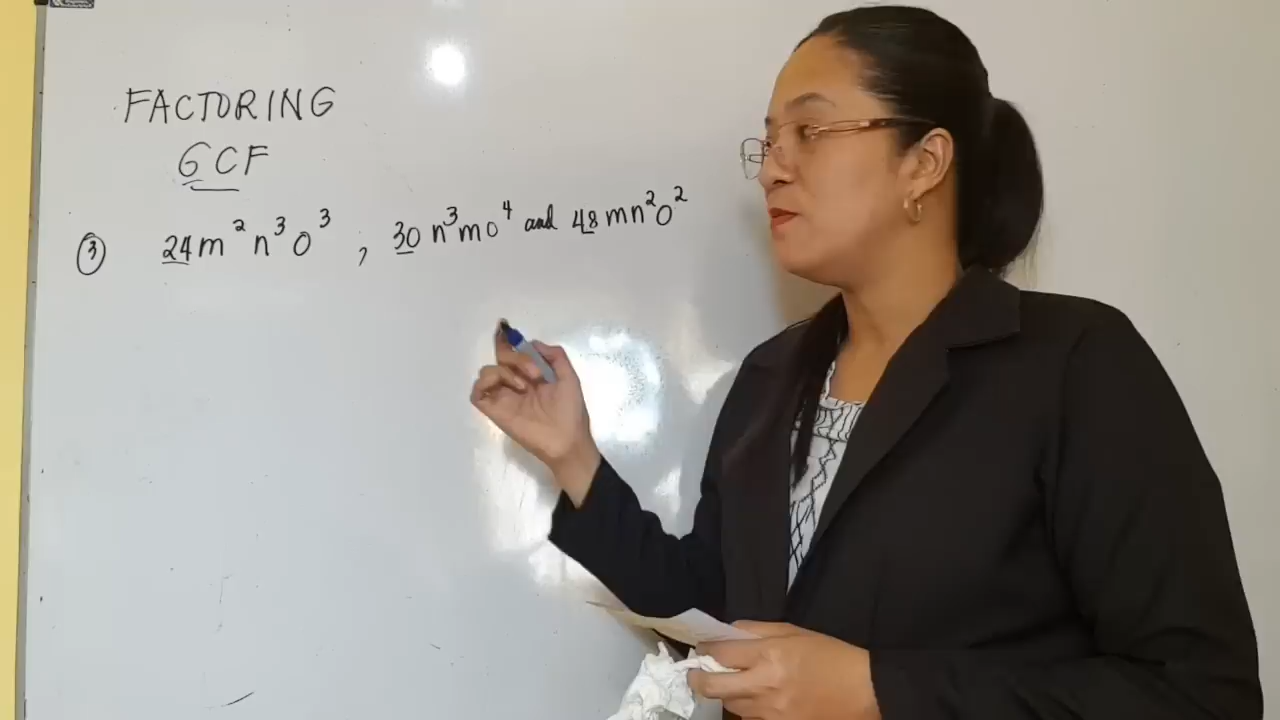 FACTORING
GCF
③ 24m²n³o³ , 30n³mo⁴ and 48mn²o²